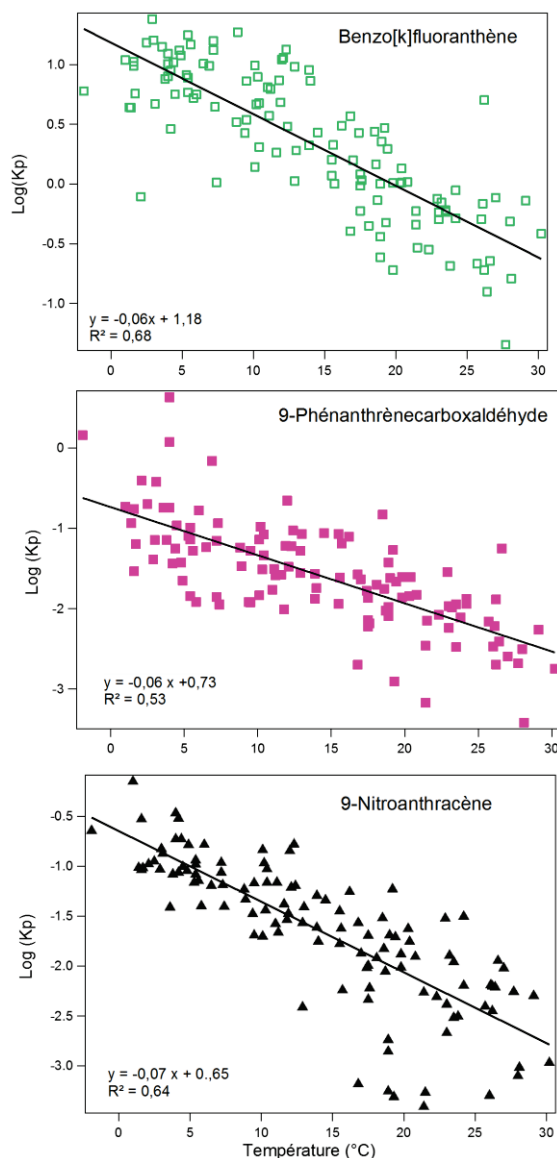 Benzo[k]fluoranthène
1.0
0.5
0.0
-0.5
-1.0
Log(Kp)
y = -0,06x + 1,18
R² = 0,68
0
5
10
15
20
25
30
9-Phénanthrènecarboxaldéhyde
0
-1
-2
-3
Log (Kp)
y = -0,06 x +0,73
R² = 0,53
0
5
10
15
20
25
30
9-Nitroanthracène
-0.5
-1.0
-1.5
-2.0
-2.5
-3.0
Log (Kp)
y = -0,07 x + 0.,65
R² = 0,64
0
5
10
15
20
25
30
Température (°C)